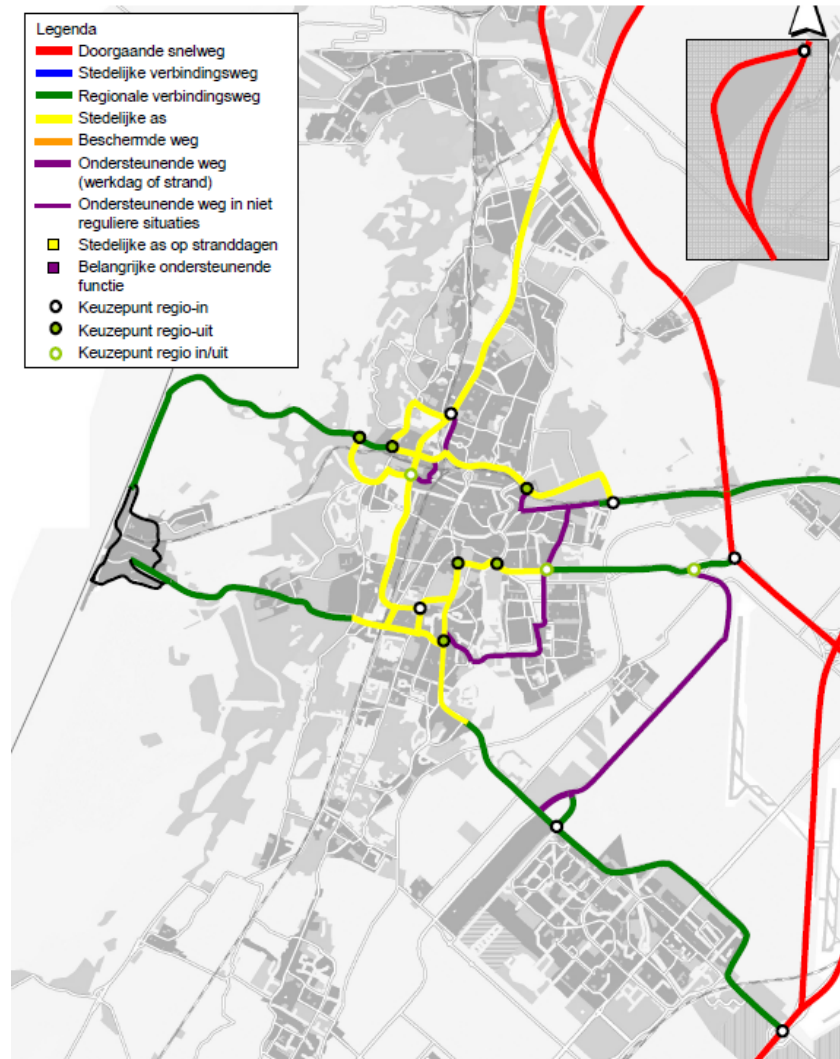 Legenda
Doorgaande snelweg
Stedelijke verbindingsweg
Regionale verbindingsweg
Stedelijke as
Beschermde weg
Ondersteunende weg
(werkdag of strand)
Ondersteunende weg in niet
reguliere situaties
Stedelijke as op stranddagen
Belangrijke ondersteunende
functie
Keuzepunt regio-in
Keuzepunt regio-uit
Keuzepunt regio in/uit